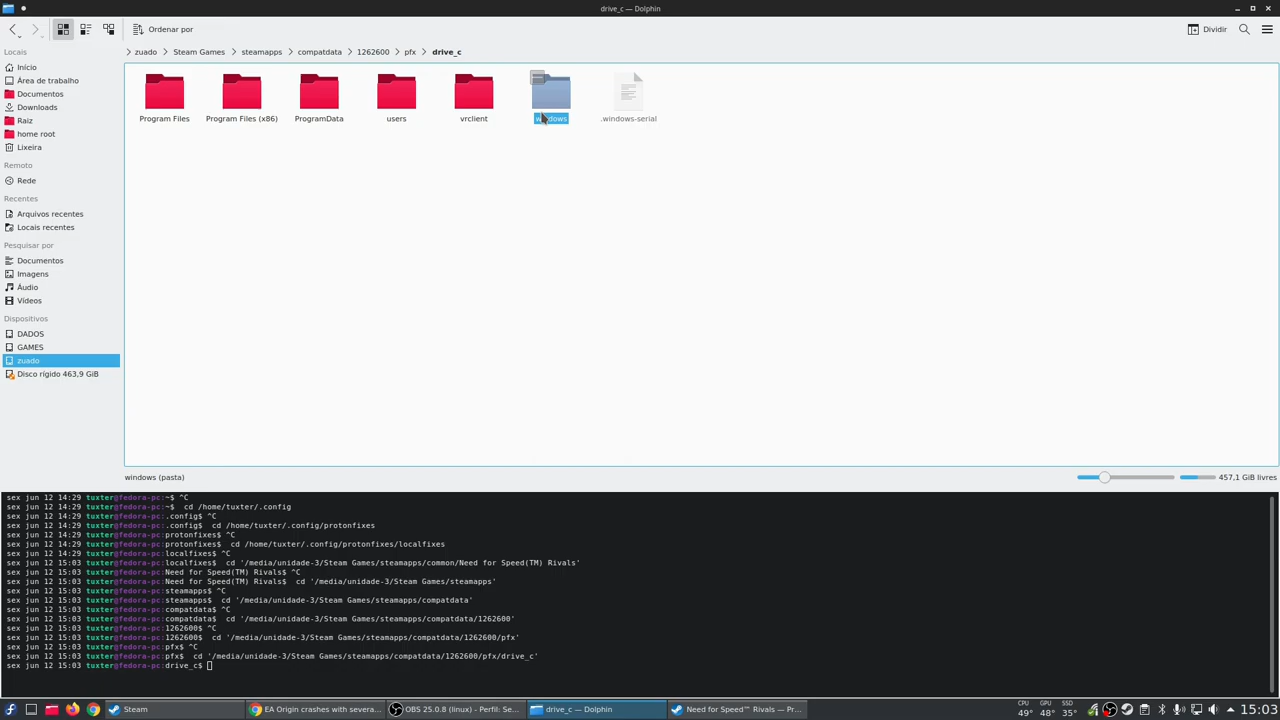 drive_c — Dolphin
Ordenar por
Dividir
Locais
> zuado > Steam Games > steamapps > compatdata > 1262600 > pfx > drive_c
Início
Área de trabalho
Documentos
Downloads
Raiz
home root
Lixeira
Program Files
Program Files (x86)
ProgramData
users
vrclient
windows
.windows-serial
Remoto
Rede
Recentes
Arquivos recentes
Locais recentes
Pesquisar por
Documentos
Imagens
Áudio
Vídeos
Dispositivos
DADOS
GAMES
zuado
Disco rígido 463,9 GiB
windows (pasta)
457,1 GiB livres
sex jun 12 14:29 tuxter@fedora-pc:~$ ^C
sex jun 12 14:29 tuxter@fedora-pc:~$ cd /home/tuxter/.config
sex jun 12 14:29 tuxter@fedora-pc:.config$ ^C
sex jun 12 14:29 tuxter@fedora-pc:.config$ cd /home/tuxter/.config/protonfixes
sex jun 12 14:29 tuxter@fedora-pc:protonfixes$ ^C
sex jun 12 14:29 tuxter@fedora-pc:protonfixes$ cd /home/tuxter/.config/protonfixes/localfixes
sex jun 12 14:29 tuxter@fedora-pc:localfixes$ ^C
sex jun 12 15:03 tuxter@fedora-pc:localfixes$ cd '/media/unidade-3/Steam Games/steamapps/common/Need for Speed(TM) Rivals'
sex jun 12 15:03 tuxter@fedora-pc:Need for Speed(TM) Rivals$ ^C
sex jun 12 15:03 tuxter@fedora-pc:Need for Speed(TM) Rivals$ cd '/media/unidade-3/Steam Games/steamapps'
sex jun 12 15:03 tuxter@fedora-pc:steamapps$ ^C
sex jun 12 15:03 tuxter@fedora-pc:steamapps$ cd '/media/unidade-3/Steam Games/steamapps/compatdata'
sex jun 12 15:03 tuxter@fedora-pc:compatdata$ ^C
sex jun 12 15:03 tuxter@fedora-pc:compatdata$ cd '/media/unidade-3/Steam Games/steamapps/compatdata/1262600'
sex jun 12 15:03 tuxter@fedora-pc:1262600$ ^C
sex jun 12 15:03 tuxter@fedora-pc:1262600$ cd '/media/unidade-3/Steam Games/steamapps/compatdata/1262600/pfx'
sex jun 12 15:03 tuxter@fedora-pc:pfx$ ^C
sex jun 12 15:03 tuxter@fedora-pc:pfx$ cd '/media/unidade-3/Steam Games/steamapps/compatdata/1262600/pfx/drive_c'
sex jun 12 15:03 tuxter@fedora-pc:drive_c$
Steam
EA Origin crashes with severa...
OBS 25.0.8 (linux) - Perfil: Se...
drive_c — Dolphin
Need for Speed™ Rivals — Pr...
CPU 49°
GPU 48°
SSD 35°
15:03